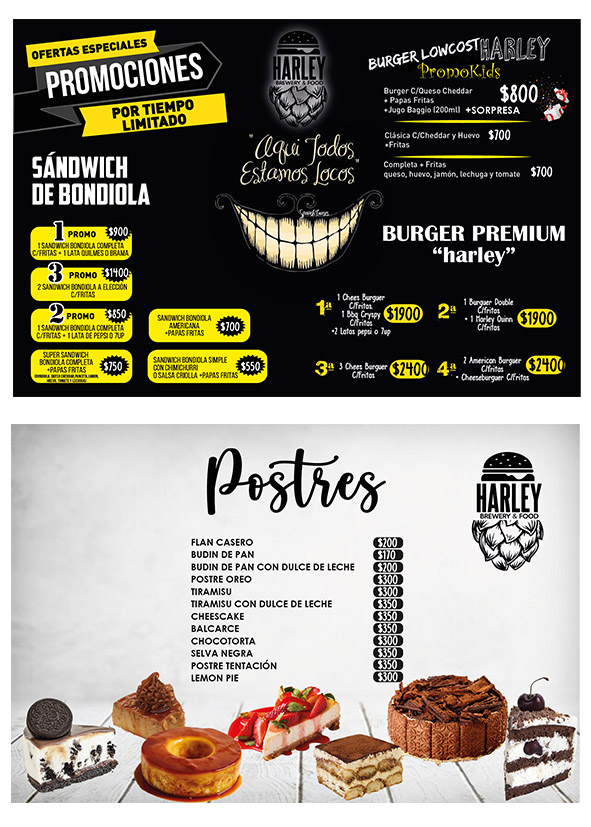 OFERTAS ESPECIALES
PROMOCIONES
POR TIEMPO
LIMITADO
HARLEY
BREWERY & FOOD
"Aqui Todos
Estamos Locos"
BURGER LOWCOST HARLEY
PromoKids
Burger C/Queso Cheddar
+ Papas Fritas
+Jugo Baggio (200ml) +SORPRESA
$800
Clásica C/Cheddar y Huevo $700
+Fritas
Completa + Fritas
queso, huevo, jamón, lechuga y tomate $700
SÁNDWICH
DE BONDIOLA
1 PROMO $900
1 SANDWICH BONDIOLA COMPLETA
C/FRITAS + 1 LATA QUILMES O BRAMA
3 PROMO $1400
2 SANDWICH BONDIOLA A ELECCIÓN
C/FRITAS
2 PROMO $850
1 SANDWICH BONDIOLA COMPLETA
C/FRITAS + 1 LATA DE PEPSI O 7UP
SUPER SANDWICH
BONDIOLA COMPLETA
+PAPAS FRITAS
$750
SANDWICH BONDIOLA
AMERICANA
+PAPAS FRITAS
$700
SANDWICH BONDIOLA SIMPLE
CON CHIMICHURRI
O SALSA CRIOLLA +PAPAS FRITAS
$550
BURGER PREMIUM
"harley"
1ª
1 Chees Burguer
C/fritas
1 Bbq Cryspy
C/Fritas
+2 Latas pepsi o 7up
$1900
2ª
1 Burguer Double
C/fritas
+ 1 Harley Quinn
C/Fritas
$1900
3ª
3 Chees Burguer
C/fritas
$2400
4ª
2 American Burguer
C/Fritas
+ Cheeseburguer C/Fritas
$2400
Postres
HARLEY
BREWERY & FOOD
FLAN CASERO $200
BUDIN DE PAN $170
BUDIN DE PAN CON DULCE DE LECHE $200
POSTRE OREO $300
TIRAMISU $300
TIRAMISU CON DULCE DE LECHE $350
CHEESCAKE $350
BALCARCE $350
CHOCOTORTA $300
SELVA NEGRA $350
POSTRE TENTACIÓN $350
LEMON PIE $300